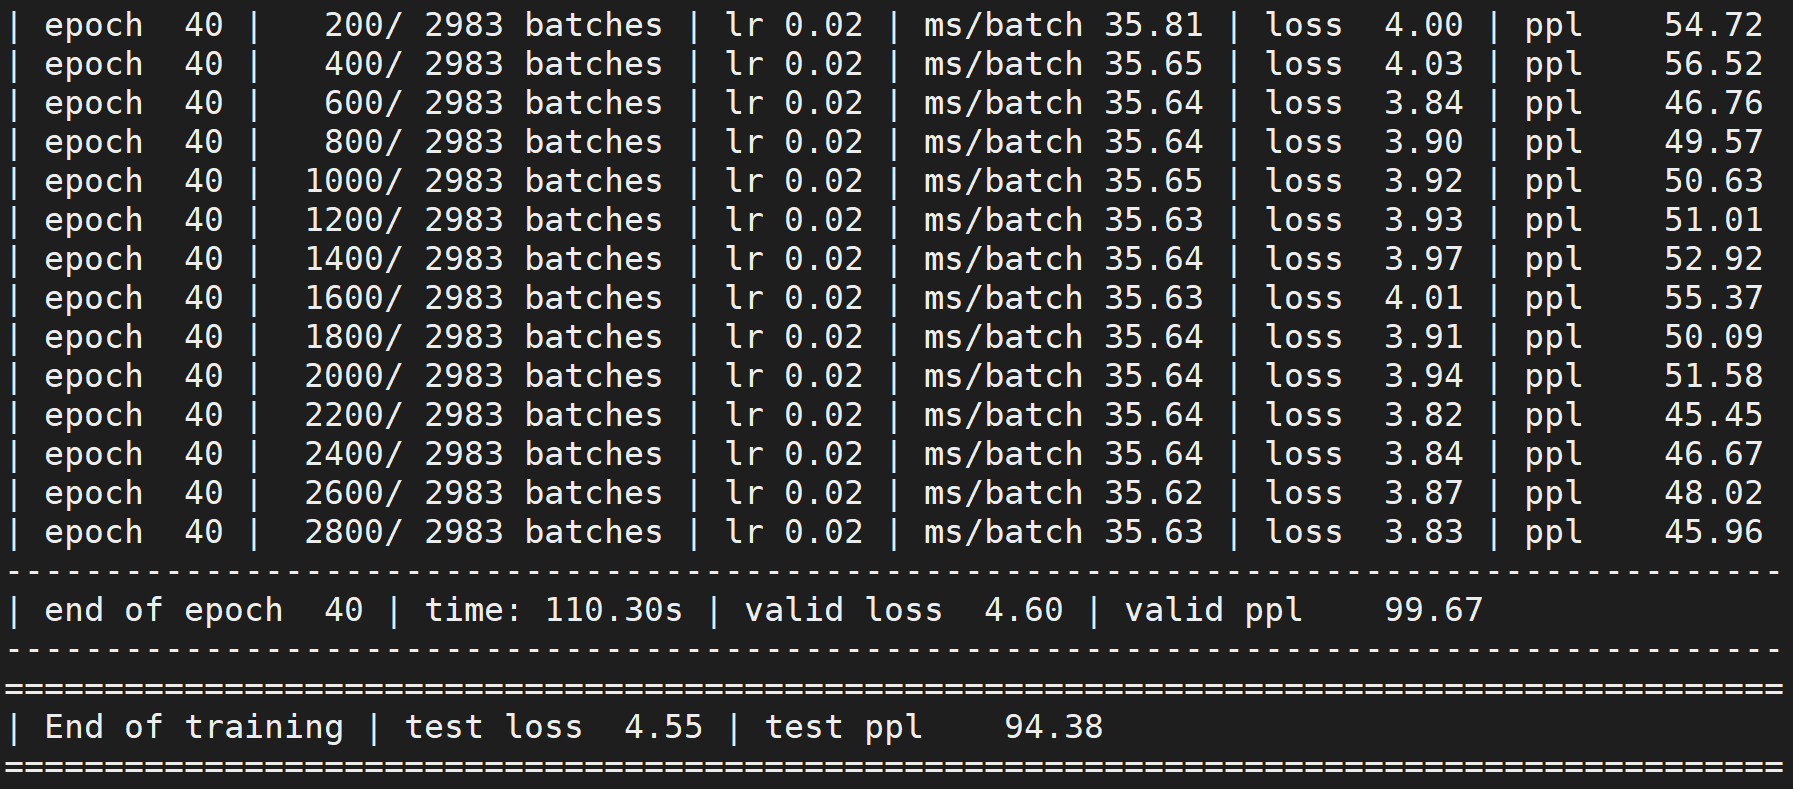 | epoch  40 |   200/ 2983 batches | lr 0.02 | ms/batch 35.81 | loss  4.00 | ppl    54.72
| epoch  40 |   400/ 2983 batches | lr 0.02 | ms/batch 35.65 | loss  4.03 | ppl    56.52
| epoch  40 |   600/ 2983 batches | lr 0.02 | ms/batch 35.64 | loss  3.84 | ppl    46.76
| epoch  40 |   800/ 2983 batches | lr 0.02 | ms/batch 35.64 | loss  3.90 | ppl    49.57
| epoch  40 |  1000/ 2983 batches | lr 0.02 | ms/batch 35.65 | loss  3.92 | ppl    50.63
| epoch  40 |  1200/ 2983 batches | lr 0.02 | ms/batch 35.63 | loss  3.93 | ppl    51.01
| epoch  40 |  1400/ 2983 batches | lr 0.02 | ms/batch 35.64 | loss  3.97 | ppl    52.92
| epoch  40 |  1600/ 2983 batches | lr 0.02 | ms/batch 35.63 | loss  4.01 | ppl    55.37
| epoch  40 |  1800/ 2983 batches | lr 0.02 | ms/batch 35.64 | loss  3.91 | ppl    50.09
| epoch  40 |  2000/ 2983 batches | lr 0.02 | ms/batch 35.64 | loss  3.94 | ppl    51.58
| epoch  40 |  2200/ 2983 batches | lr 0.02 | ms/batch 35.64 | loss  3.82 | ppl    45.45
| epoch  40 |  2400/ 2983 batches | lr 0.02 | ms/batch 35.64 | loss  3.84 | ppl    46.67
| epoch  40 |  2600/ 2983 batches | lr 0.02 | ms/batch 35.62 | loss  3.87 | ppl    48.02
| epoch  40 |  2800/ 2983 batches | lr 0.02 | ms/batch 35.63 | loss  3.83 | ppl    45.96
-----------------------------------------------------------------------------------------
| end of epoch  40 | time: 110.30s | valid loss  4.60 | valid ppl    99.67
-----------------------------------------------------------------------------------------
=========================================================================================
| End of training | test loss  4.55 | test ppl    94.38
=========================================================================================